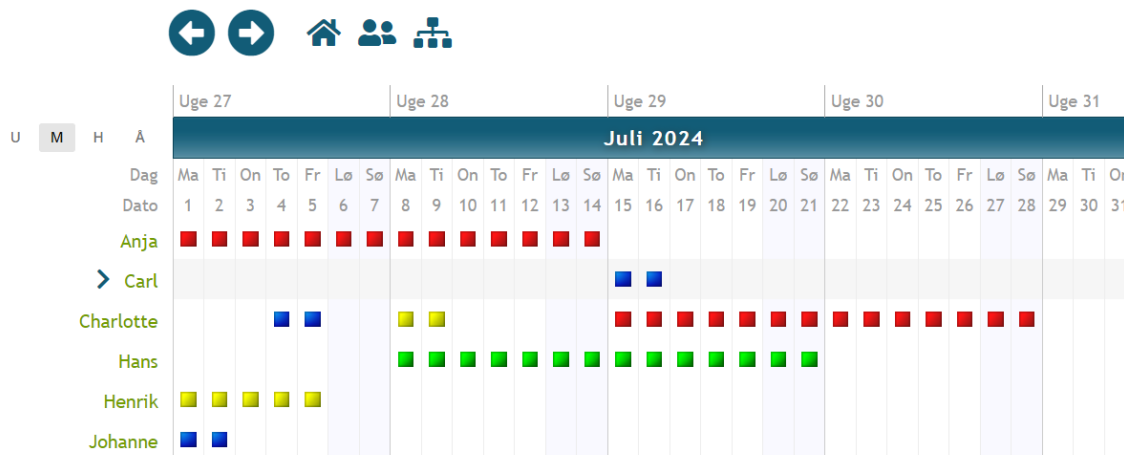 Uge 27 Uge 28 Uge 29 Uge 30 Uge 31
U M H Å Juli 2024
Dag Ma Ti On To Fr Lø Sø Ma Ti On To Fr Lø Sø Ma Ti On To Fr Lø Sø Ma Ti On To Fr Lø Sø Ma Ti On
Dato 1 2 3 4 5 6 7 8 9 10 11 12 13 14 15 16 17 18 19 20 21 22 23 24 25 26 27 28 29 30 31
Anja
Carl
Charlotte
Hans
Henrik
Johanne